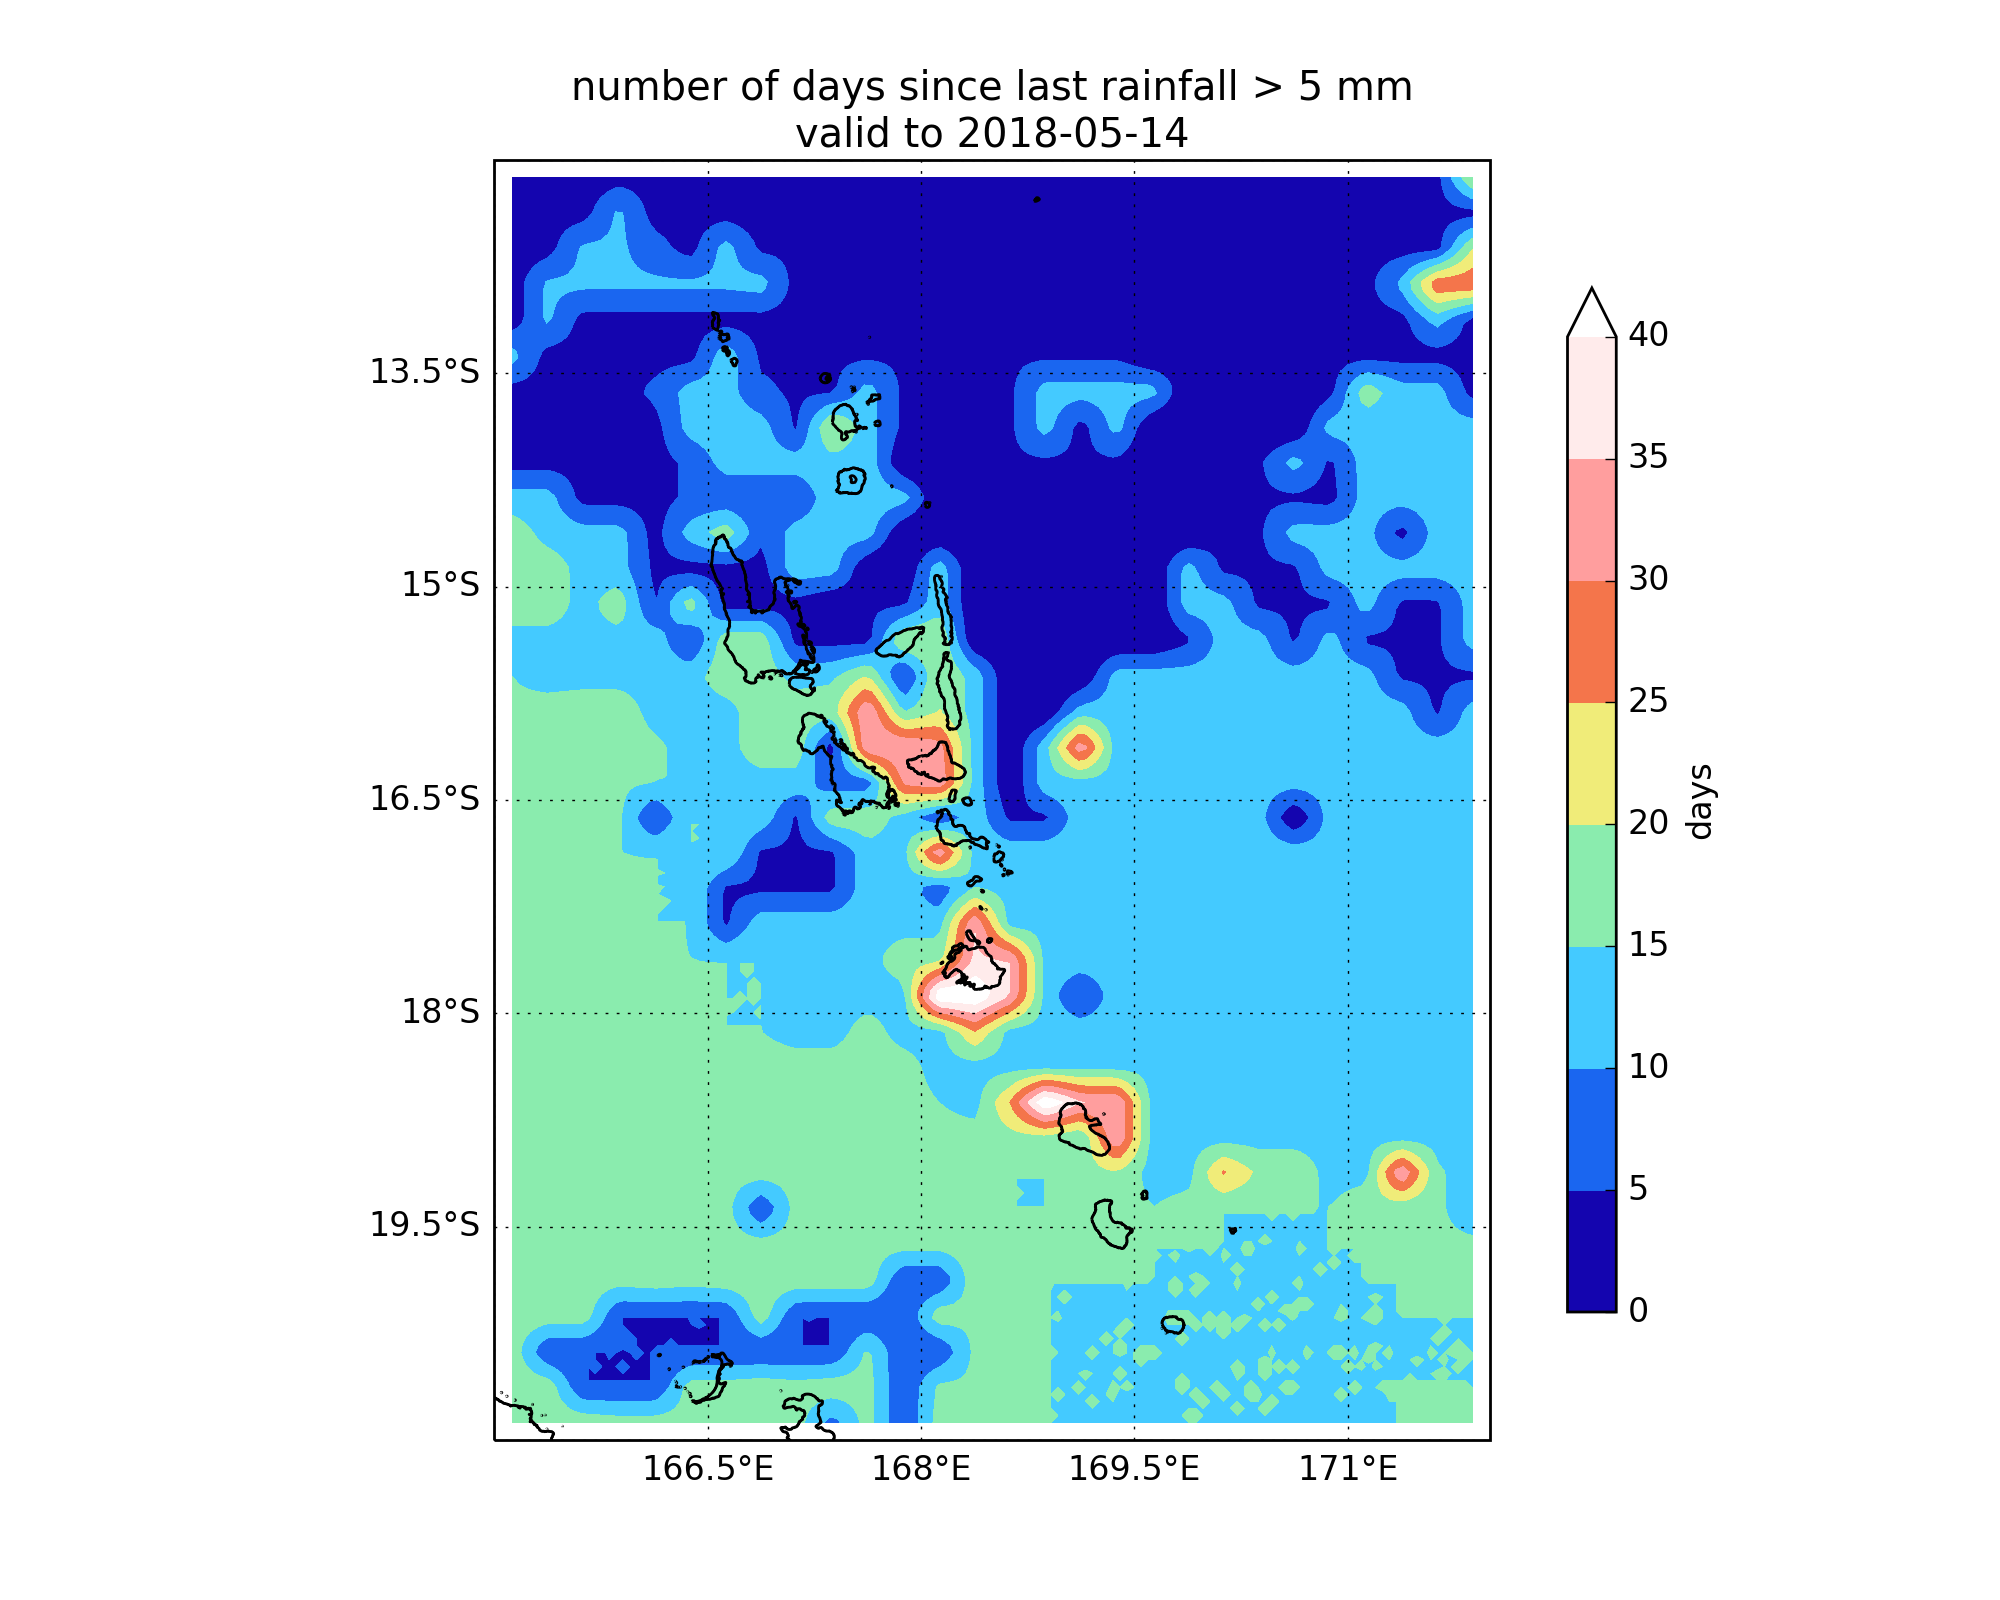 number of days since last rainfall > 5 mm
valid to 2018-05-14
13.5°S
15°S
16.5°S
18°S
19.5°S
166.5°E
168°E
169.5°E
171°E
40
35
30
25
20
15
10
5
0
days